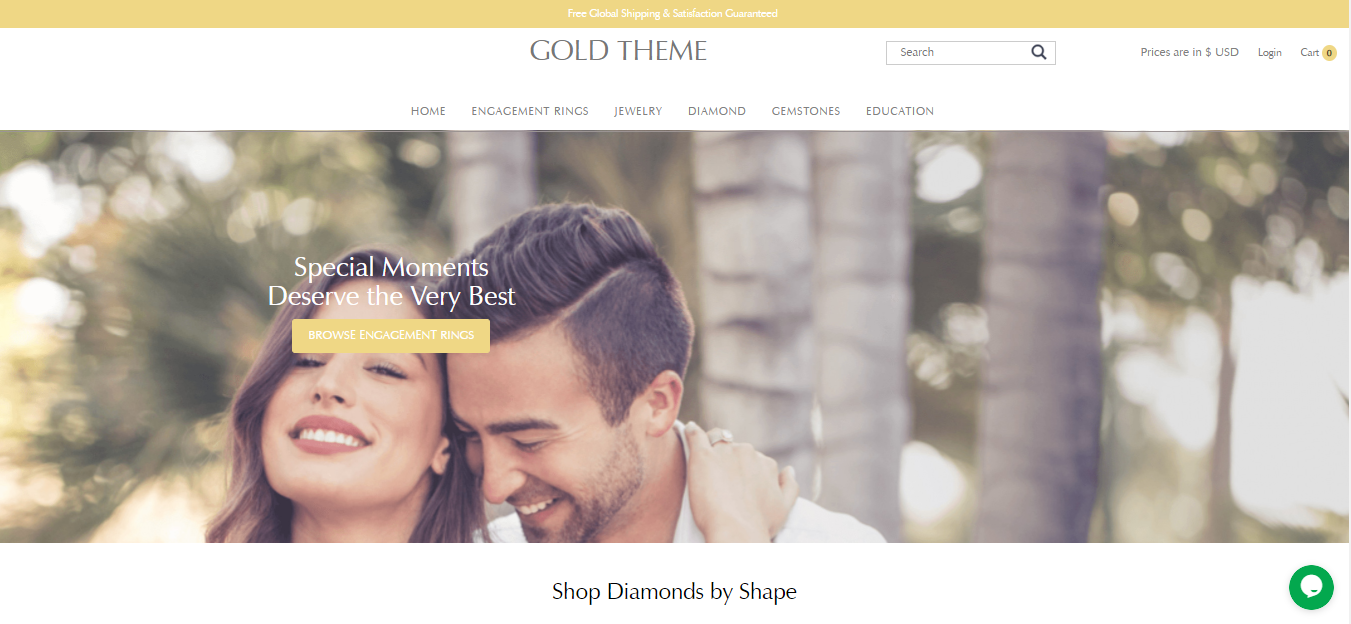 Free Global Shipping & Satisfaction Guaranteed
GOLD THEME
Search
Prices are in $ USD
Login
Cart 0
HOME ENGAGEMENT RINGS JEWELRY DIAMOND GEMSTONES EDUCATION
Special Moments
Deserve the Very Best
BROWSE ENGAGEMENT RINGS
Shop Diamonds by Shape